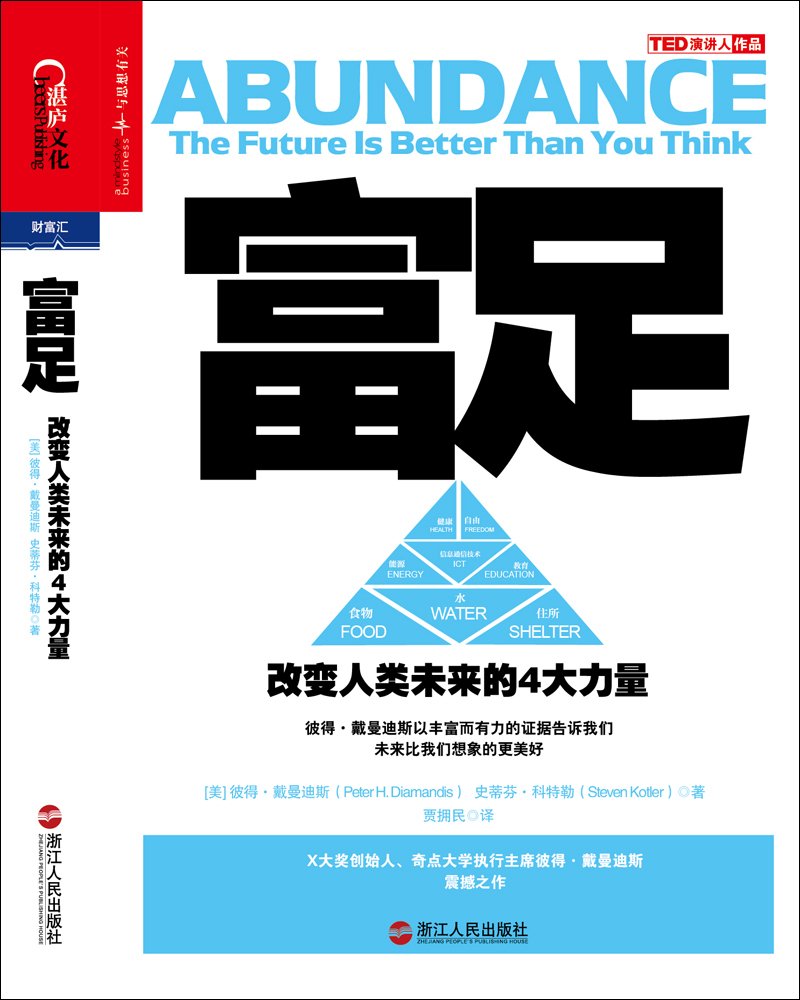 湛庐文化
Cheers Publishing
与思想有关
business
财富汇
富足
改变人类未来的4大力量
[美]彼得·戴曼迪斯 史蒂芬·科特勒◎著
浙江人民出版社
ZHEJIANG PEOPLE'S PUBLISHING HOUSE
TED演讲人作品
ABUNDANCE
The Future Is Better Than You Think
富足
健康 自由
HEALTH FREEDOM
能源 信息通信技术 教育
ENERGY ICT EDUCATION
食物 水 住所
FOOD WATER SHELTER
改变人类未来的4大力量
彼得·戴曼迪斯以丰富而有力的证据告诉我们
未来比我们想象的更美好
[美] 彼得·戴曼迪斯（Peter H. Diamandis） 史蒂芬·科特勒（Steven Kotler）◎著
贾拥民◎译
X大奖创始人、奇点大学执行主席彼得·戴曼迪斯
震撼之作
浙江人民出版社
ZHEJIANG PEOPLE'S PUBLISHING HOUSE